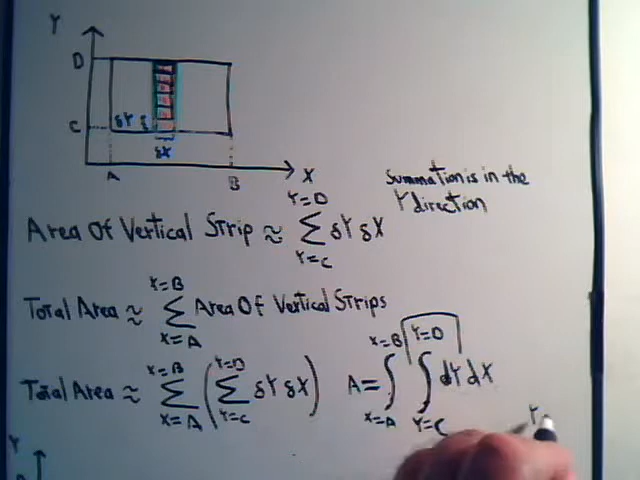 Y
D
δY
C
δX
A
B
X
Summation is in the
Y direction
Y=D
Area Of Vertical Strip ≈ ∑ δY δX
Y=C
X=B
Total Area ≈ ∑ Area Of Vertical Strips
X=A
X=B Y=D
Total Area ≈ ∑ (∑ δY δX)
X=A Y=C
X=B Y=D
A = ∫ ∫ dY dX
X=A Y=C
Y
Y